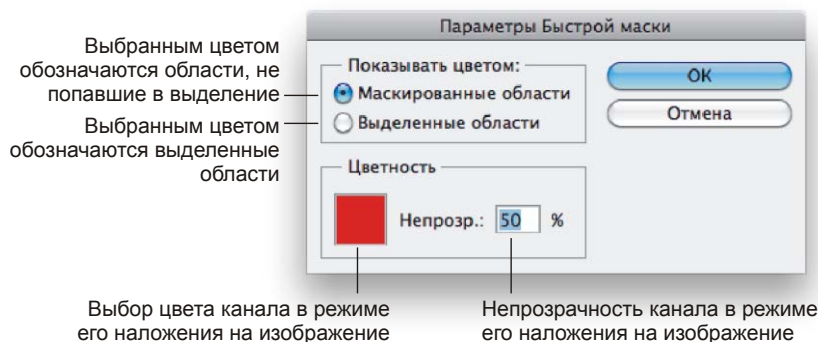 Параметры Быстрой маски
Выбранным цветом
обозначаются области, не
попавшие в выделение
Выбранным цветом
обозначаются выделенные
области
Показывать цветом:
Маскированные области
Выделенные области
ОК
Отмена
Цветность
Непрозр.: 50 %
Выбор цвета канала в режиме
его наложения на изображение
Непрозрачность канала в режиме
его наложения на изображение